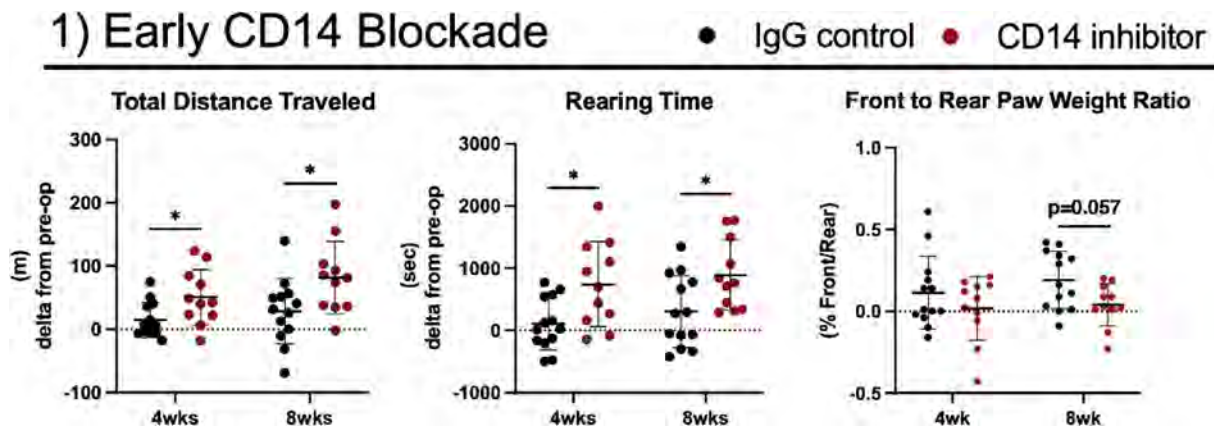 1) Early CD14 Blockade
IgG control
CD14 inhibitor
Total Distance Traveled
(m)
delta from pre-op
300
200
100
0
-100
*
*
4wks
8wks
Rearing Time
(sec)
delta from pre-op
3000
2000
1000
0
-1000
*
*
4wks
8wks
Front to Rear Paw Weight Ratio
(% Front/Rear)
1.0
0.5
0.0
-0.5
p=0.057
4wk
8wk